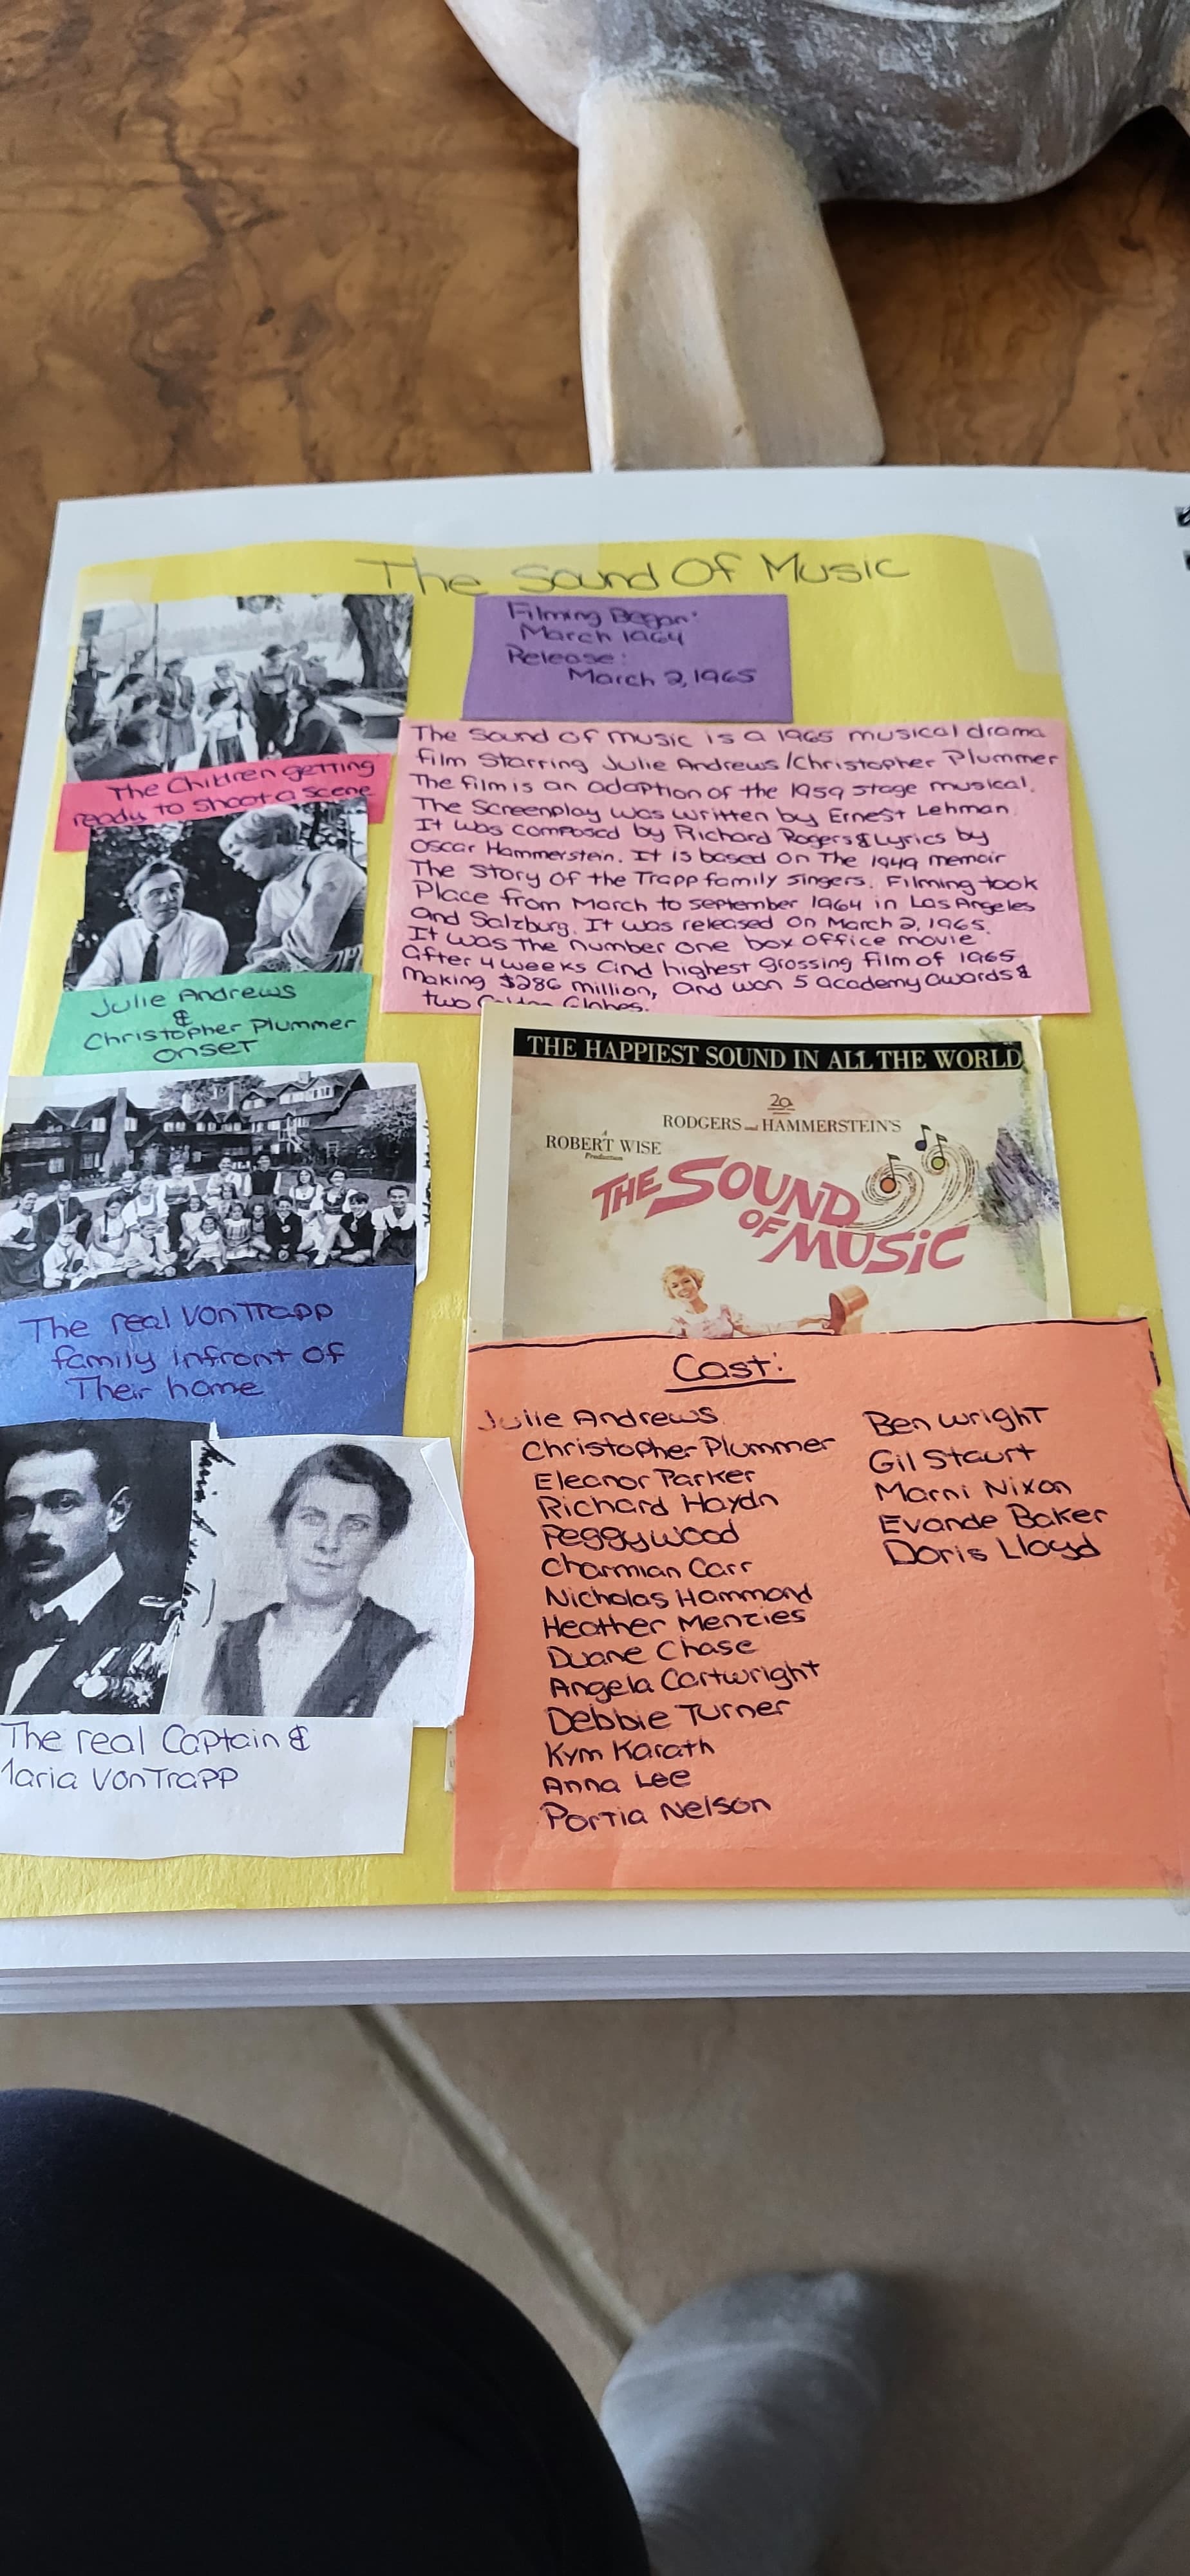 The Sound Of Music
Filming Began:
March 1964
Release:
March 2, 1965
The Children getting
ready to shoot a scene
The Sound Of music is a 1965 musical drama
film Starring Julie Andrews/Christopher Plummer
The film is an adaption of the 1959 stage musical.
The Screenplay was written by Ernest Lehman
It was composed by Richard Rogers & Lyrics by
Oscar Hammerstein. It is based on The 1949 memoir
The story of the Trapp family singers. Filming took
Place from March to september 1964 in Los Angeles
and Salzburg. It was released on March 2, 1965.
It was the number one box office movie
after 4 weeks and highest grossing film of 1965
making $286 million, and won 5 academy awards &
two Golden Globes.
Julie Andrews
&
Christopher Plummer
onset
THE HAPPIEST SOUND IN ALL THE WORLD
20
RODGERS and HAMMERSTEIN'S
A
ROBERT WISE
Production
THE SOUND
OF MUSIC
The real Von Trapp
family infront of
Their home
The real Captain &
Maria Von Trapp
Cast:
Julie Andrews
Christopher Plummer
Eleanor Parker
Richard Haydn
Peggy wood
Charmian Carr
Nicholas Hammond
Heather Menzies
Duane Chase
Angela Cartwright
Debbie Turner
Kym Karath
Anna Lee
Portia Nelson
Ben Wright
Gil Staurt
Marni Nixon
Evande Baker
Doris Lloyd